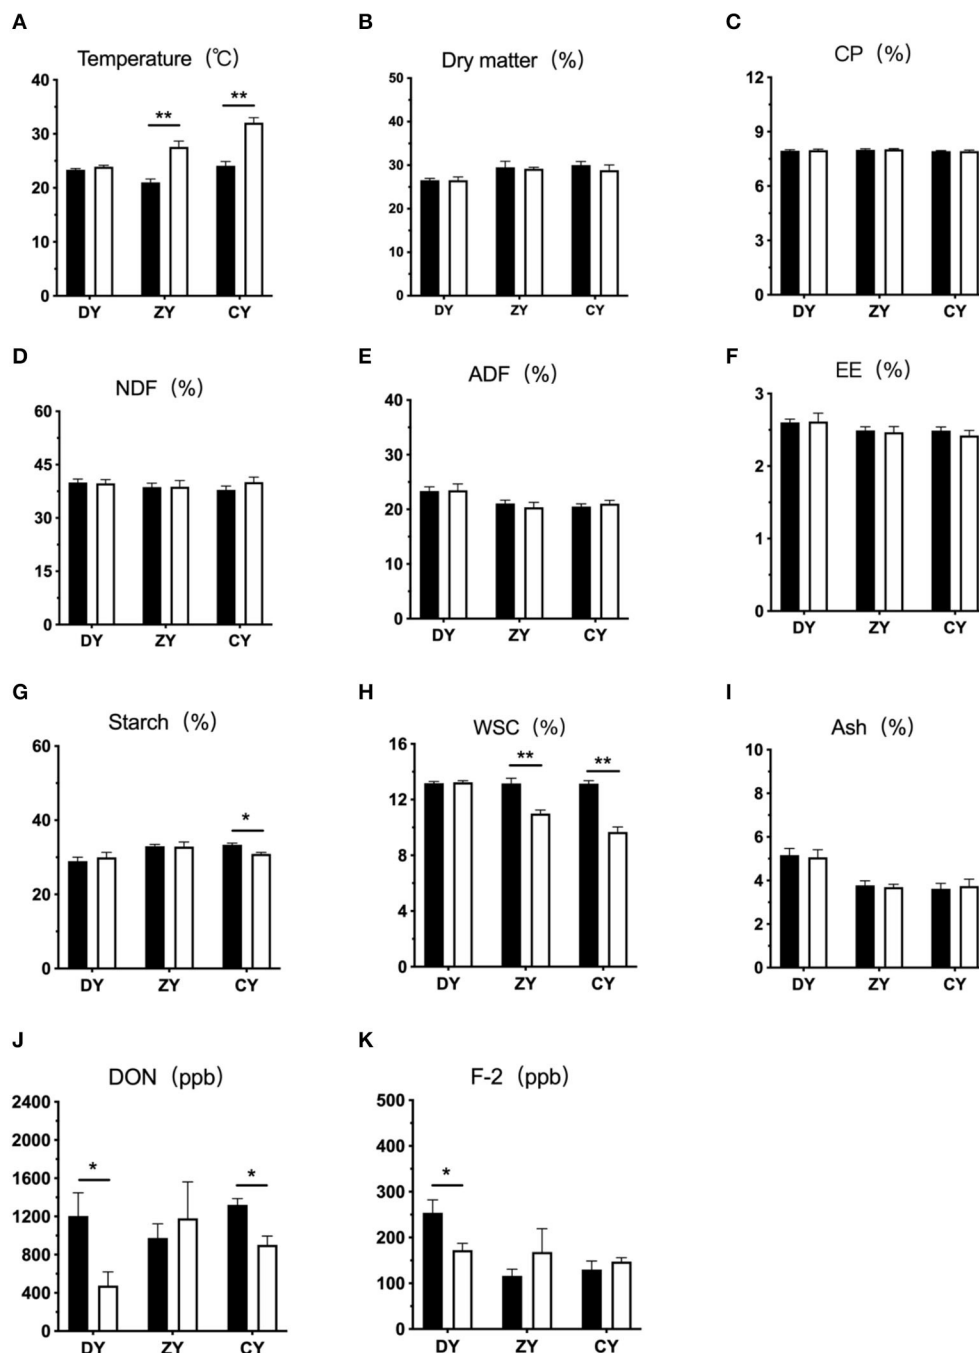 A
Temperature (℃)
40
30
20
10
0
**
**
DY
ZY
CY
B
Dry matter (%)
50
40
30
20
10
0
DY
ZY
CY
C
CP (%)
12
9
6
3
0
DY
ZY
CY
D
NDF (%)
60
45
30
15
0
DY
ZY
CY
E
ADF (%)
40
30
20
10
0
DY
ZY
CY
F
EE (%)
3
2
1
0
DY
ZY
CY
G
Starch (%)
60
40
20
0
*
DY
ZY
CY
H
WSC (%)
16
12
8
4
0
**
**
DY
ZY
CY
I
Ash (%)
10
8
6
4
2
0
DY
ZY
CY
J
DON (ppb)
2400
2000
1600
1200
800
400
0
*
*
DY
ZY
CY
K
F-2 (ppb)
500
400
300
200
100
0
*
DY
ZY
CY